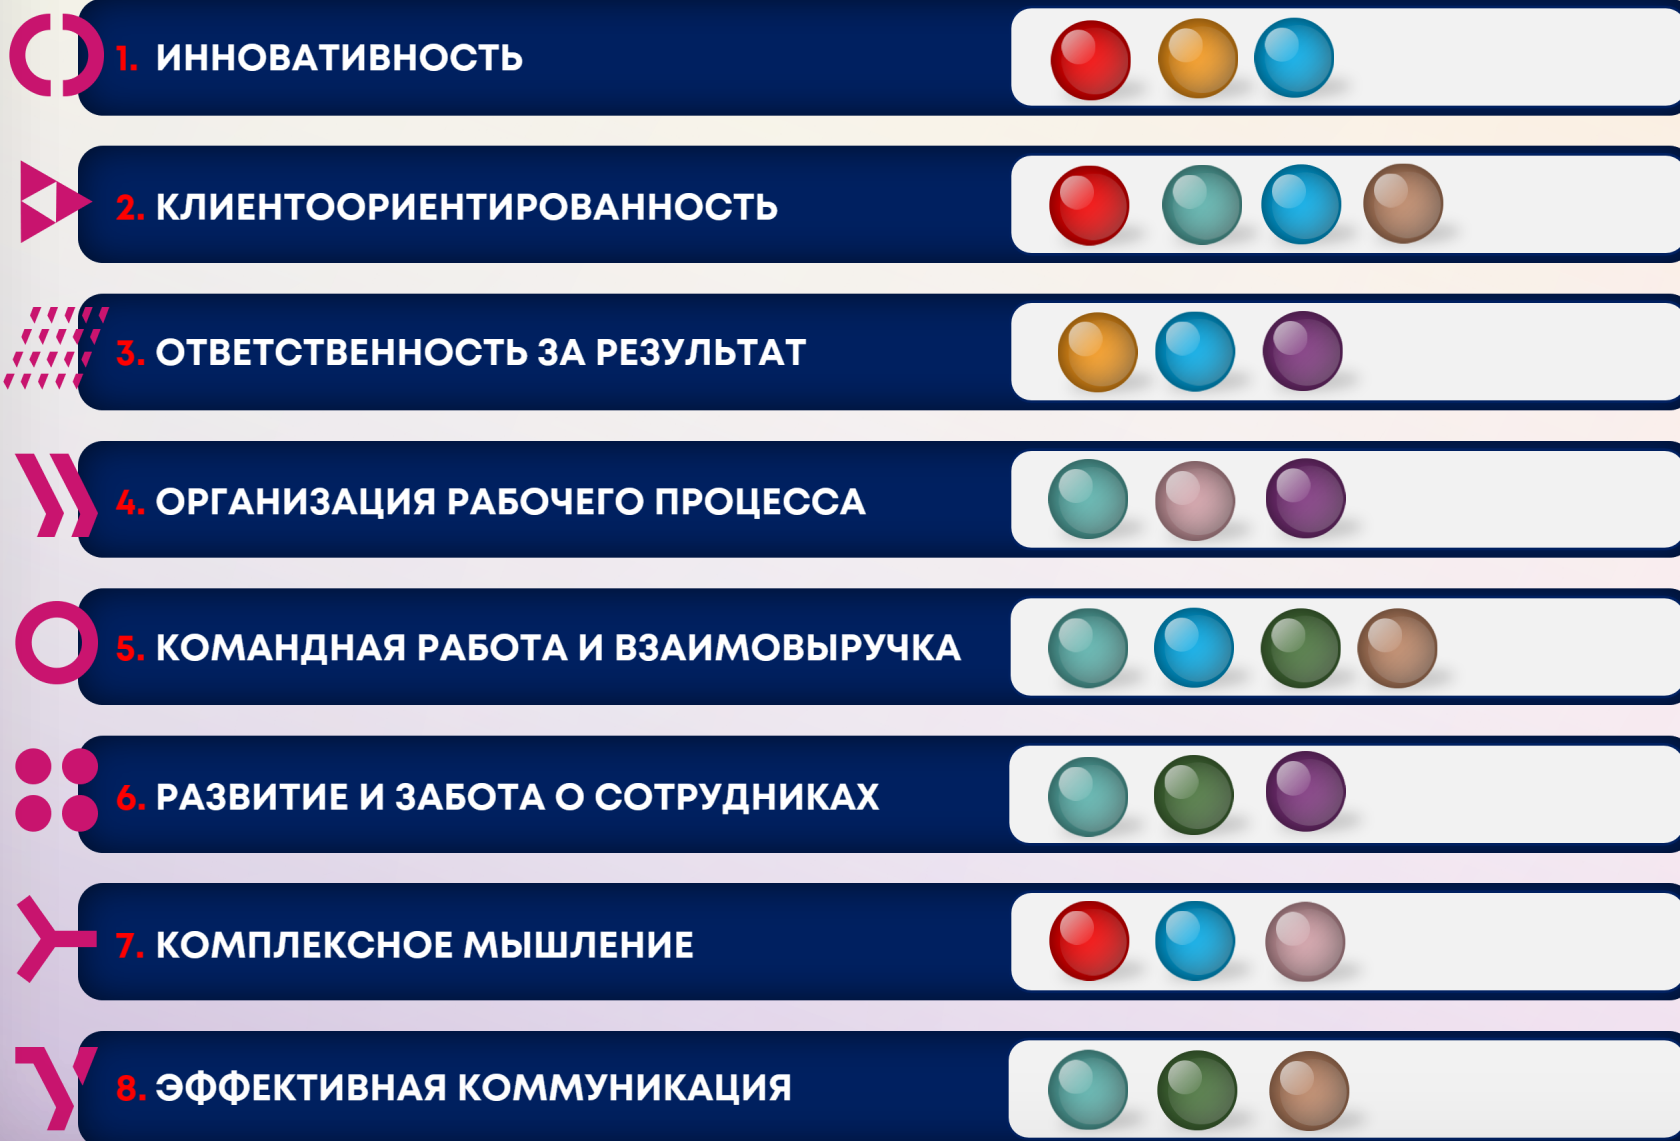 1. ИННОВАТИВНОСТЬ
2. КЛИЕНТООРИЕНТИРОВАННОСТЬ
3. ОТВЕТСТВЕННОСТЬ ЗА РЕЗУЛЬТАТ
4. ОРГАНИЗАЦИЯ РАБОЧЕГО ПРОЦЕССА
5. КОМАНДНАЯ РАБОТА И ВЗАИМОВЫРУЧКА
6. РАЗВИТИЕ И ЗАБОТА О СОТРУДНИКАХ
7. КОМПЛЕКСНОЕ МЫШЛЕНИЕ
8. ЭФФЕКТИВНАЯ КОММУНИКАЦИЯ